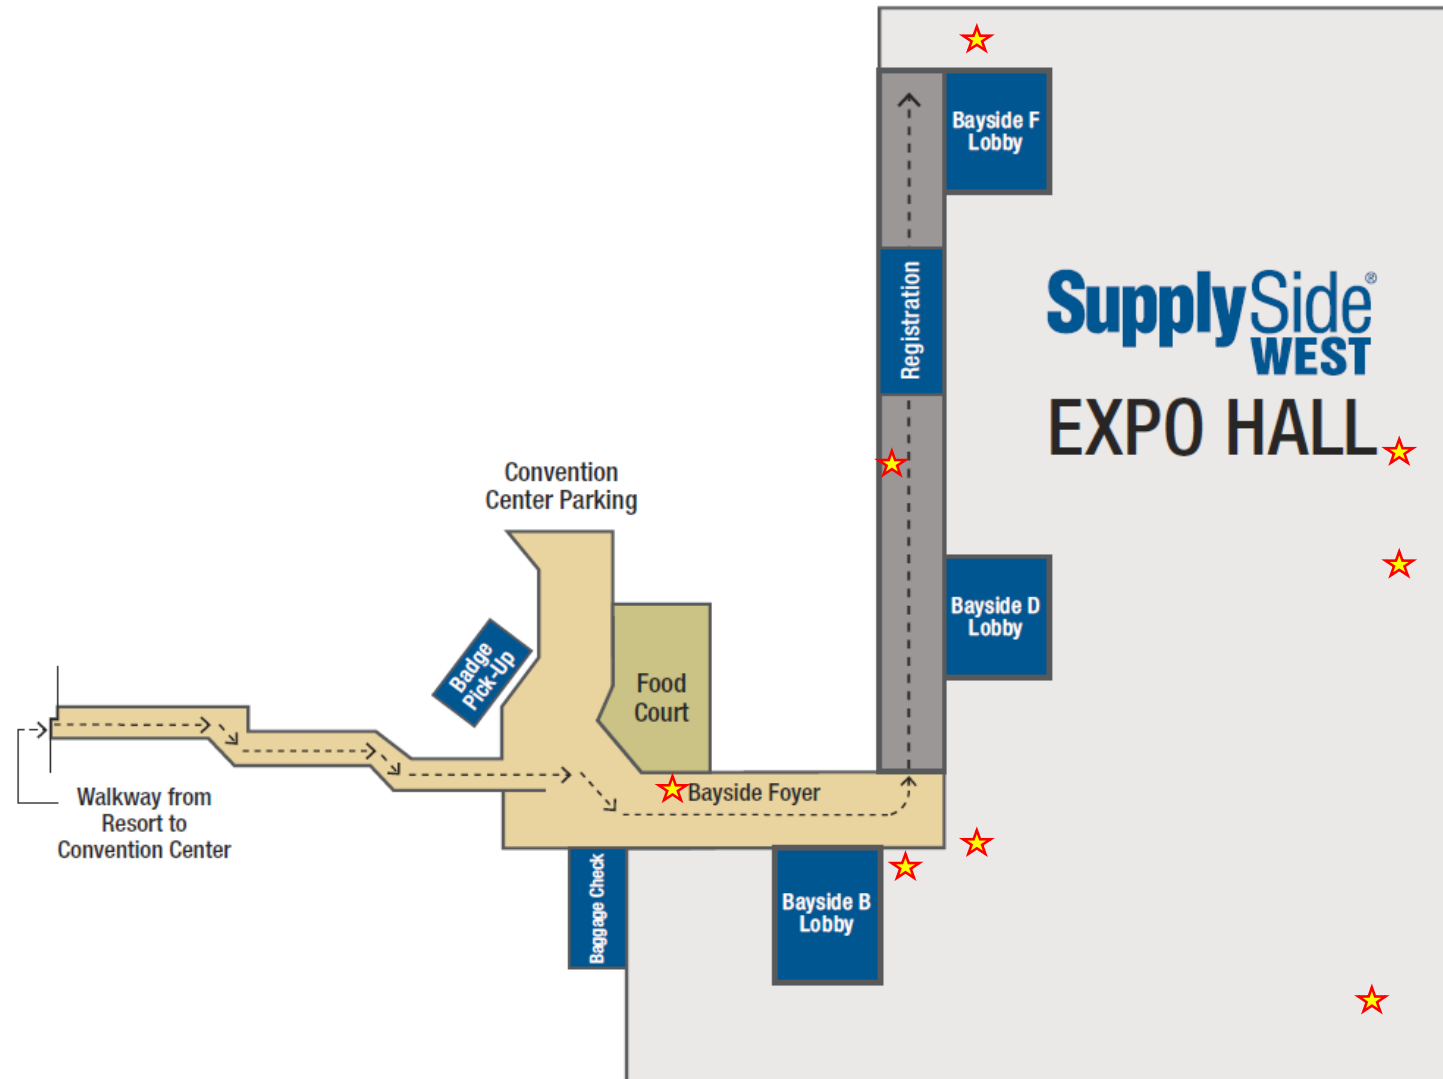 Bayside F
Lobby
Registration
SupplySide®
WEST
EXPO HALL
Convention
Center Parking
Bayside D
Lobby
Badge
Pick-Up
Food
Court
Bayside Foyer
Walkway from
Resort to
Convention Center
Baggage Check
Bayside B
Lobby